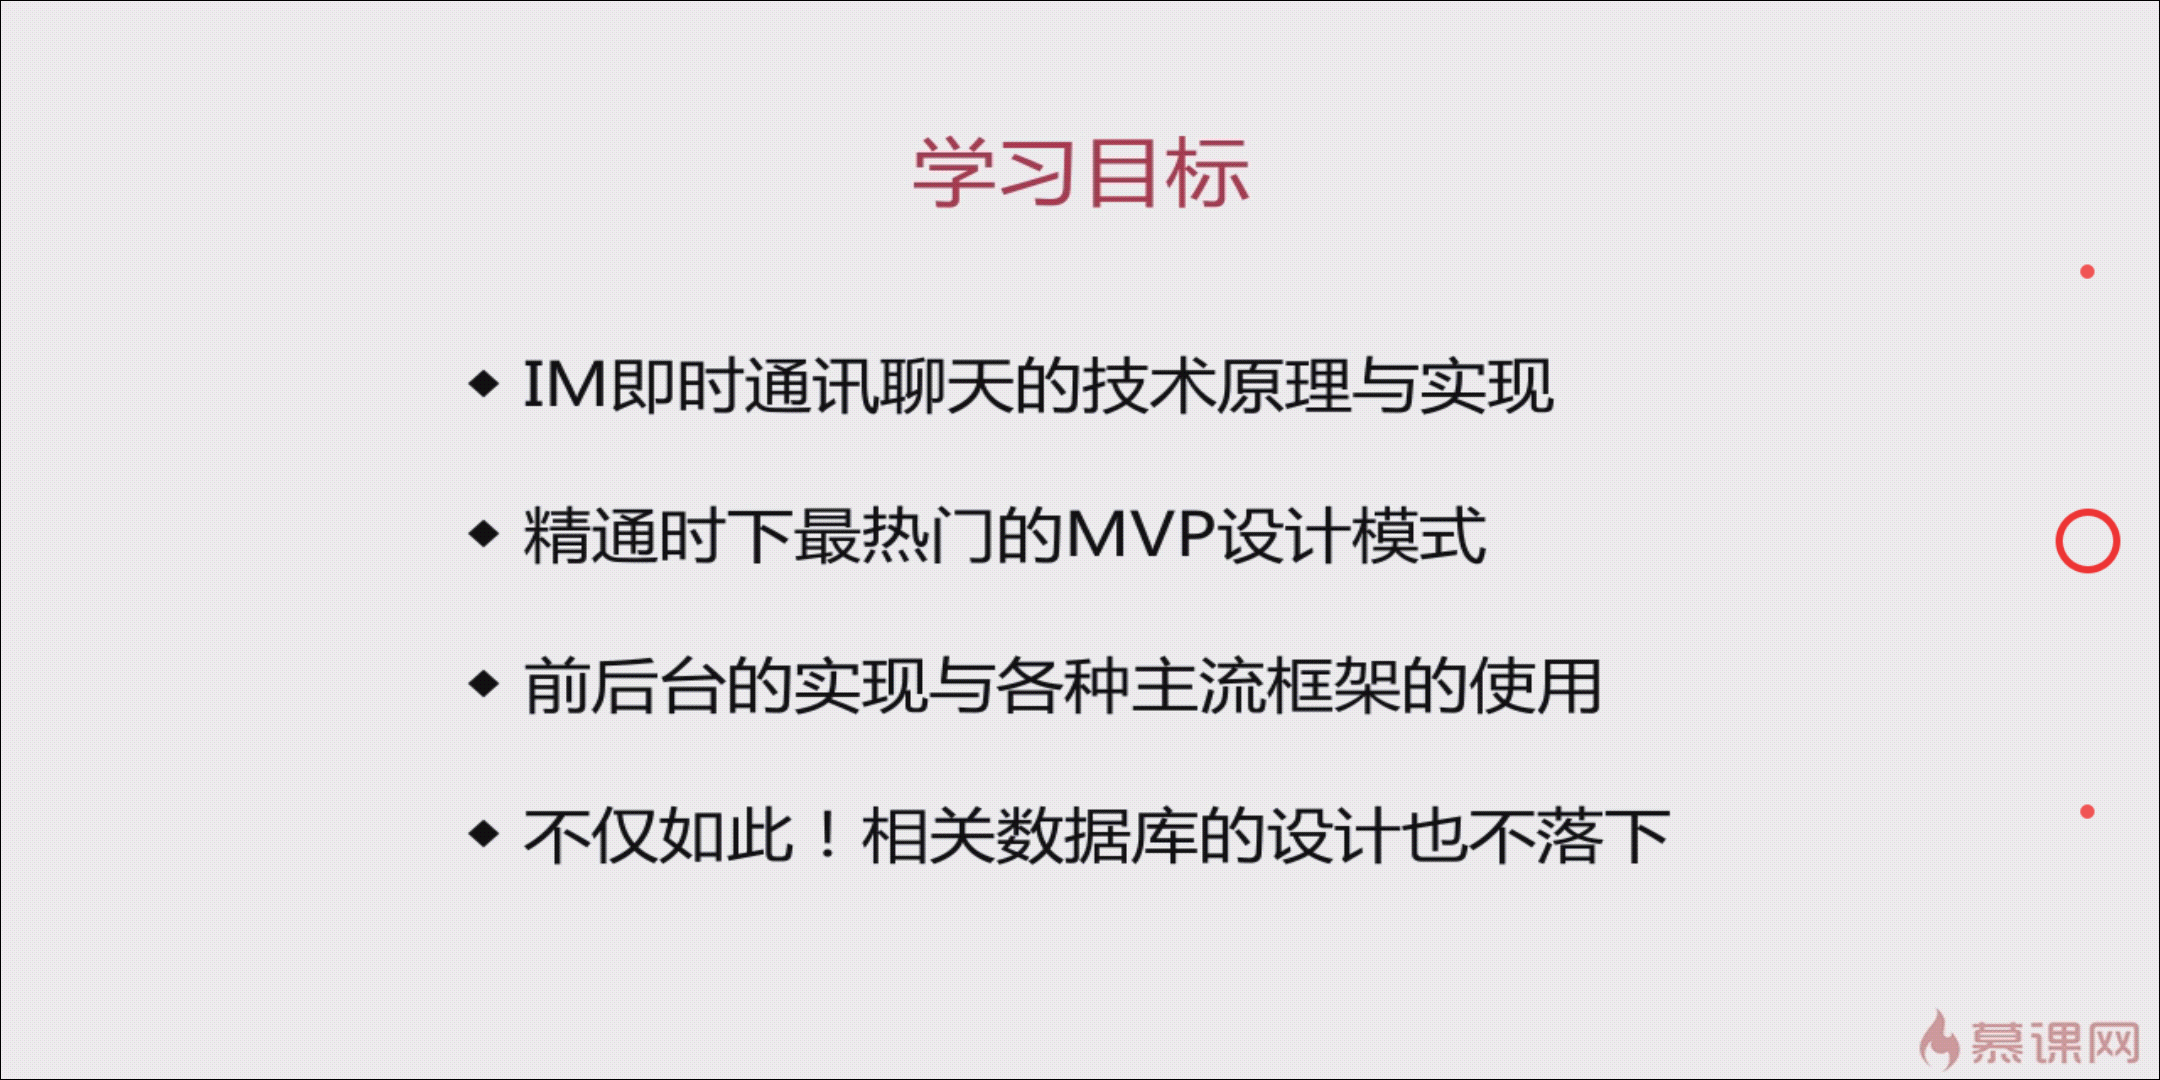 学习目标
◆ IM即时通讯聊天的技术原理与实现
◆ 精通时下最热门的MVP设计模式
◆ 前后台的实现与各种主流框架的使用
◆ 不仅如此！相关数据库的设计也不落下
慕课网